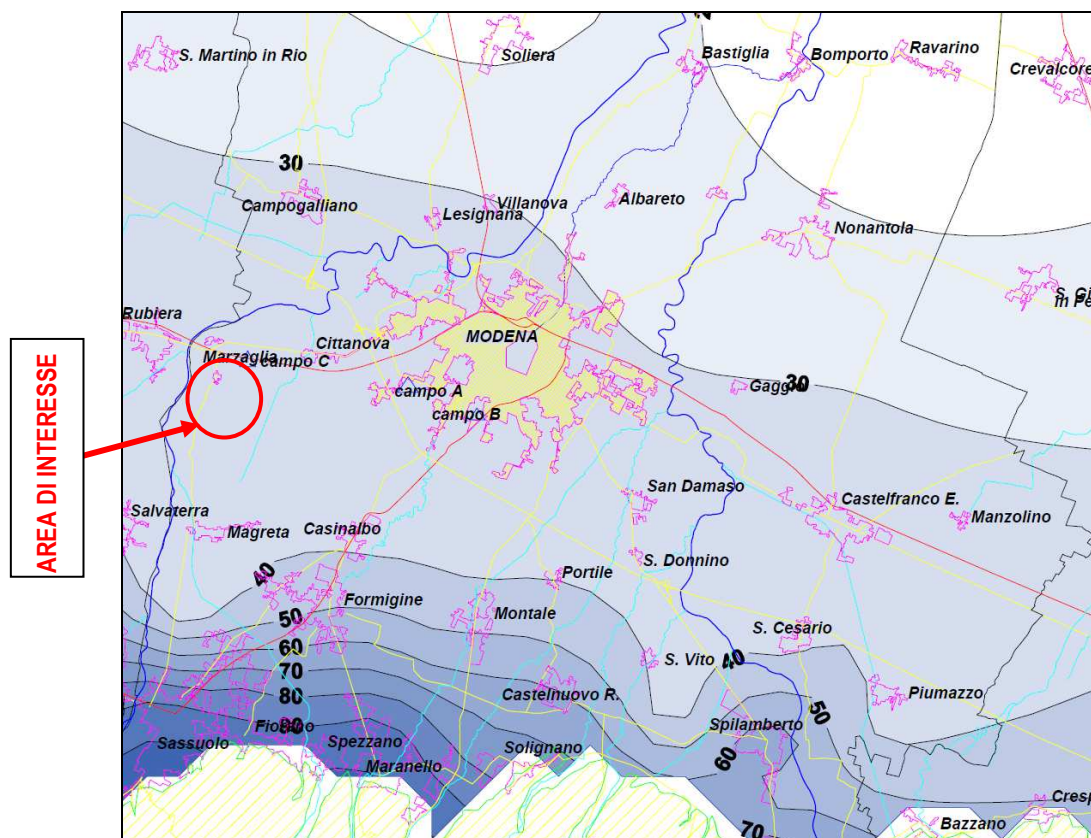 S. Martino in Rio
Soliera
Bastiglia
Bomporto
Ravarino
Crevalcore
30
Campogalliano
Lesignana
Villanova
Albareto
Nonantola
Rubiera
Marzaglia
campo C
Cittanova
MODENA
campo A
campo B
Gaggio
30
AREA DI INTERESSE
Salvaterra
Magreta
Casinalbo
San Damaso
Castelfranco E.
Manzolino
S. Donnino
Portile
40
Formigine
50
Montale
S. Cesario
60
70
S. Vito
40
80
Castelnuovo R.
Piumazzo
50
Spilamberto
Sassuolo
Spezzano
Solignano
Maranello
60
70
Bazzano
Cresp